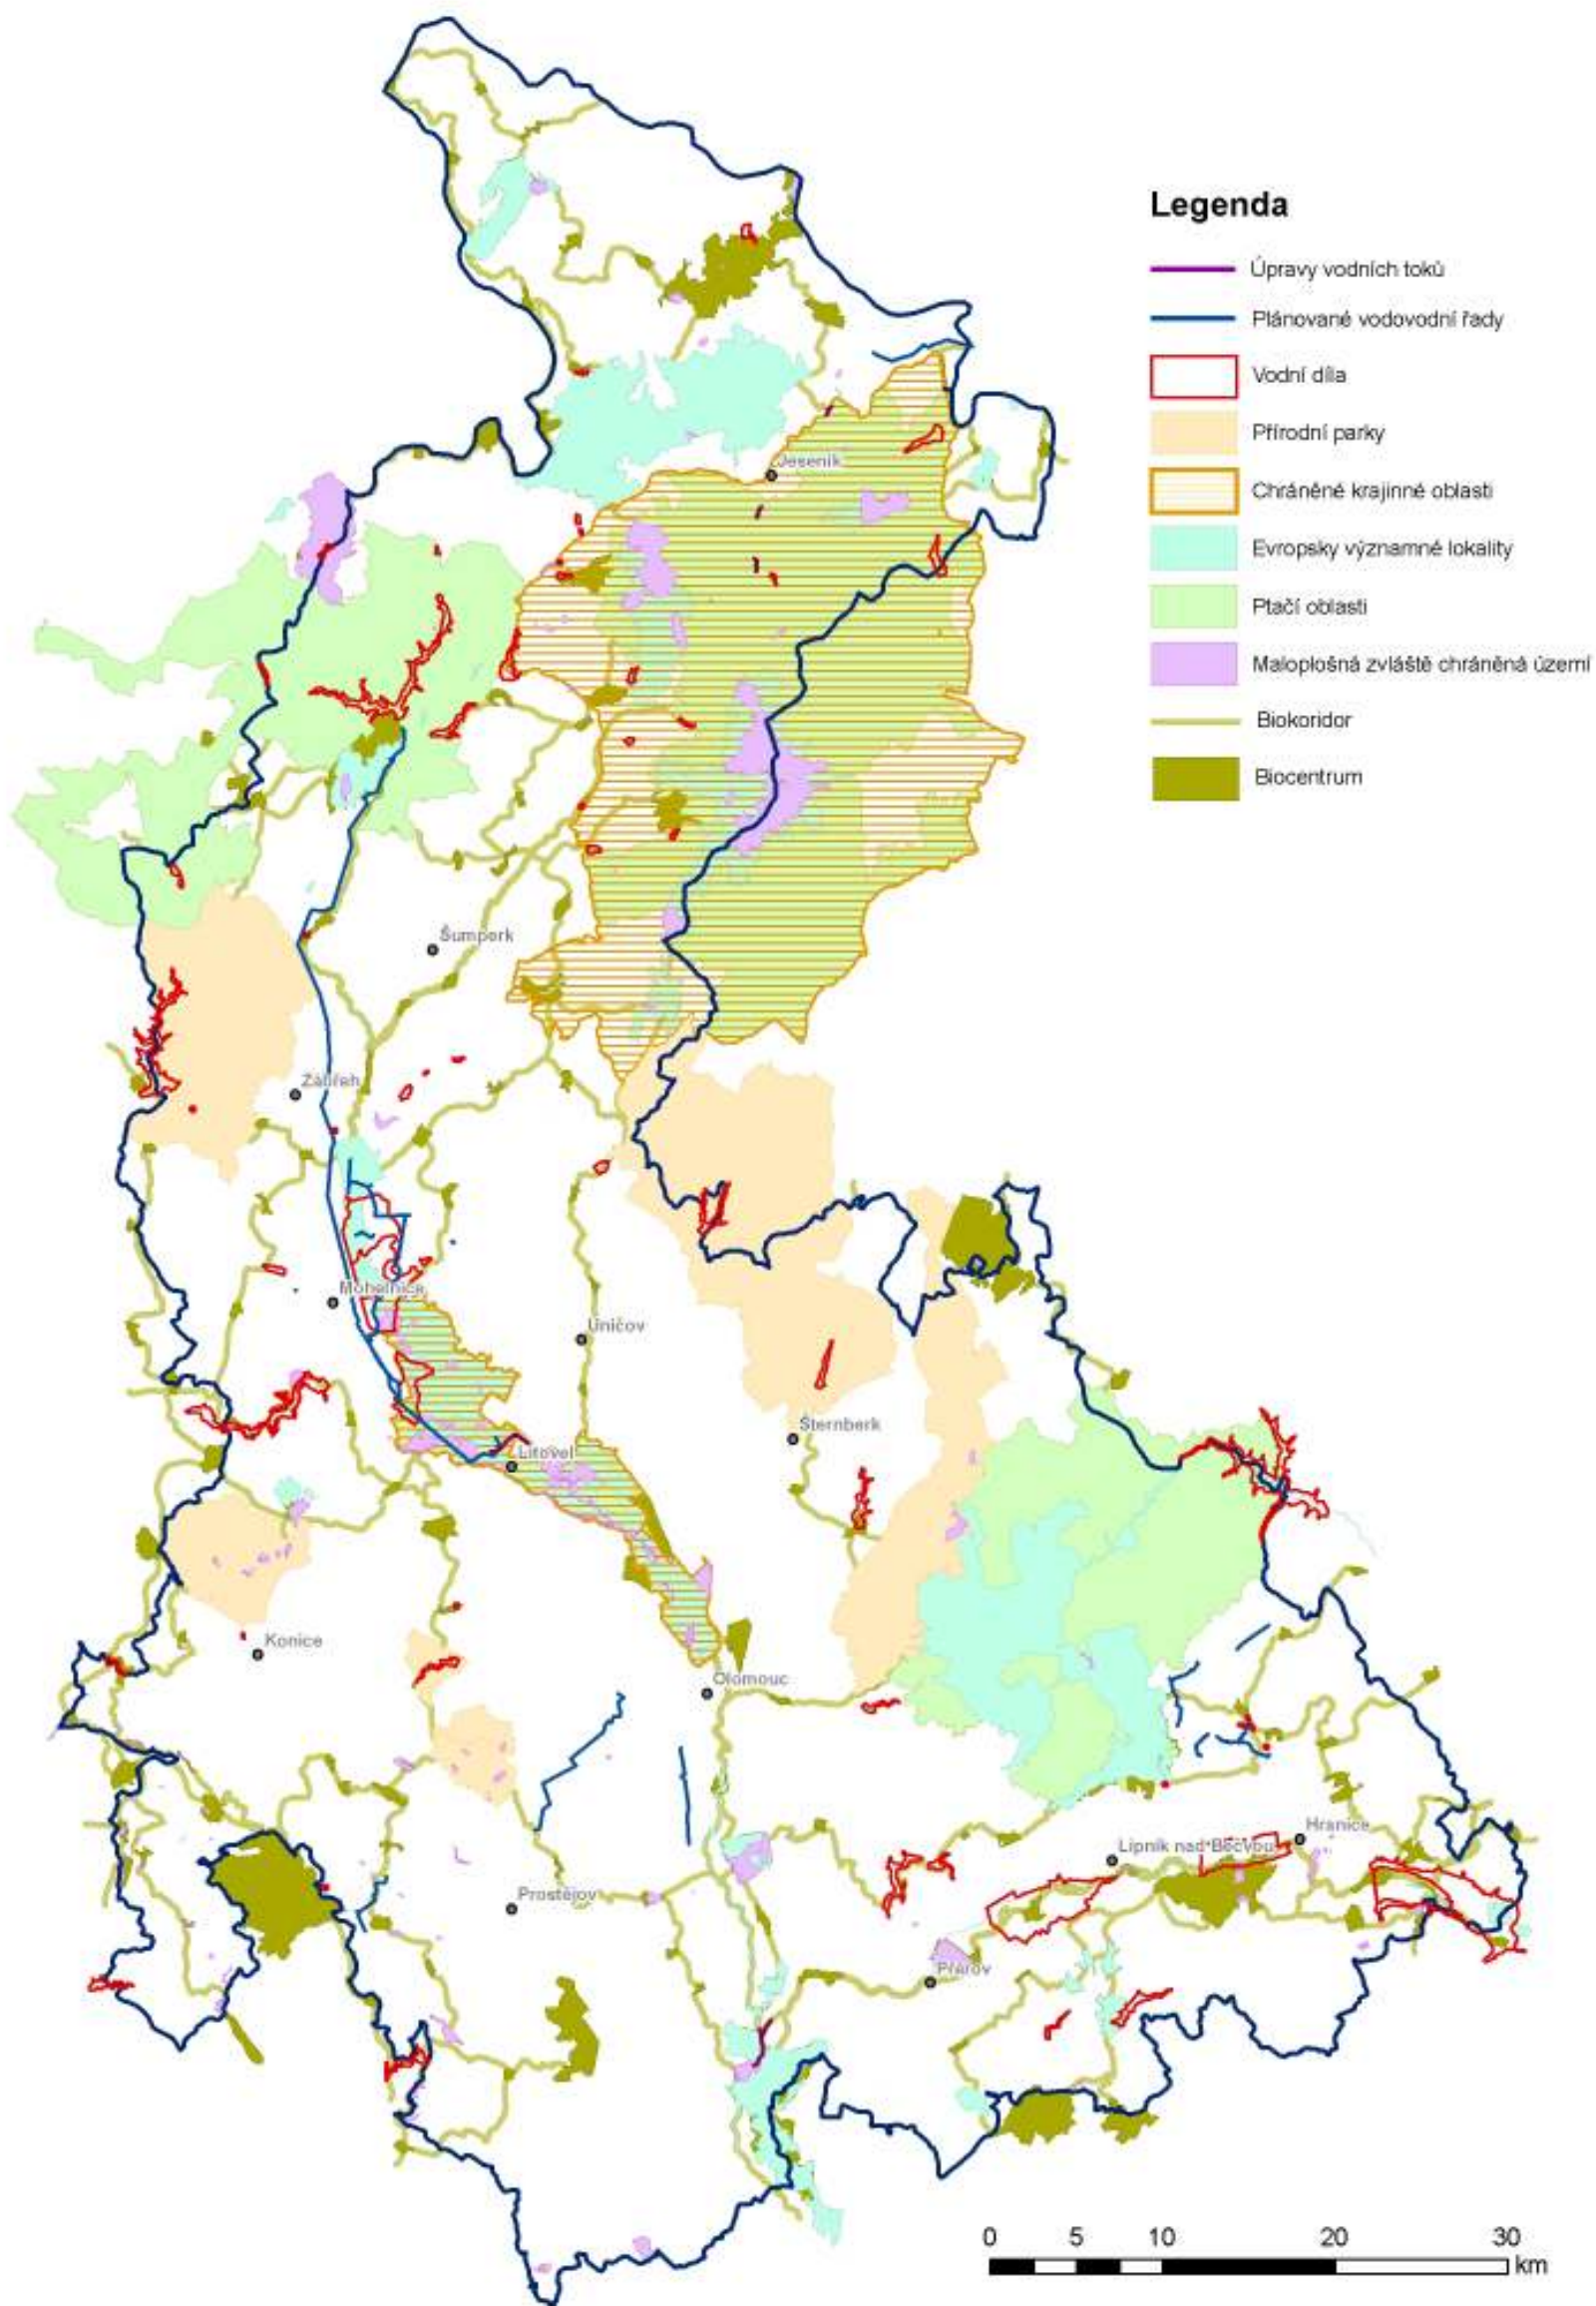 Legenda
Úpravy vodních toků
Plánované vodovodní řady
Vodní díla
Přírodní parky
Chráněné krajinné oblasti
Evropsky významné lokality
Ptačí oblasti
Maloplošná zvláště chráněná území
Biokoridor
Biocentrum
Jeseník
Šumperk
Zábřeh
Mohelnice
Uničov
Šternberk
Litovel
Konice
Olomouc
Hranice
Lipník nad Bečvou
Prostějov
Přerov
0 5 10 20 30
km